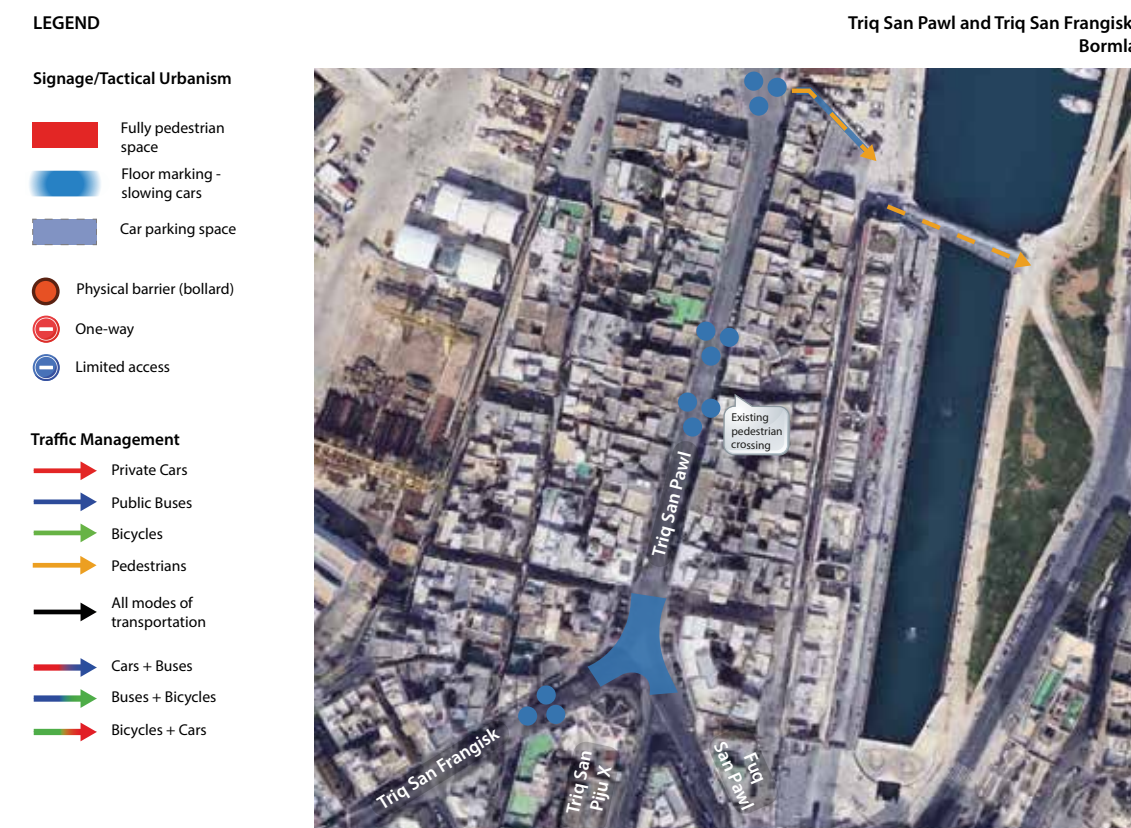 LEGEND
Triq San Pawl and Triq San Frangisk
Bormla
Signage/Tactical Urbanism
Fully pedestrian
space
Floor marking -
slowing cars
Car parking space
Physical barrier (bollard)
One-way
Limited access
Traffic Management
Private Cars
Public Buses
Bicycles
Pedestrians
All modes of
transportation
Cars + Buses
Buses + Bicycles
Bicycles + Cars
Existing
pedestrian
crossing
Triq San Pawl
Triq San Frangisk
Triq San
Piju X
Fuq
San Pawl